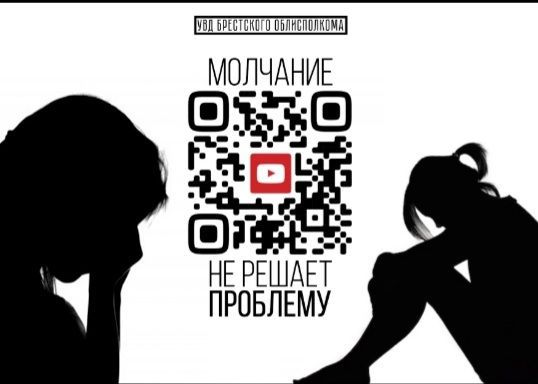 УВД БРЕСТСКОГО ОБЛИСПОЛКОМА
МОЛЧАНИЕ
НЕ РЕШАЕТ
ПРОБЛЕМУ